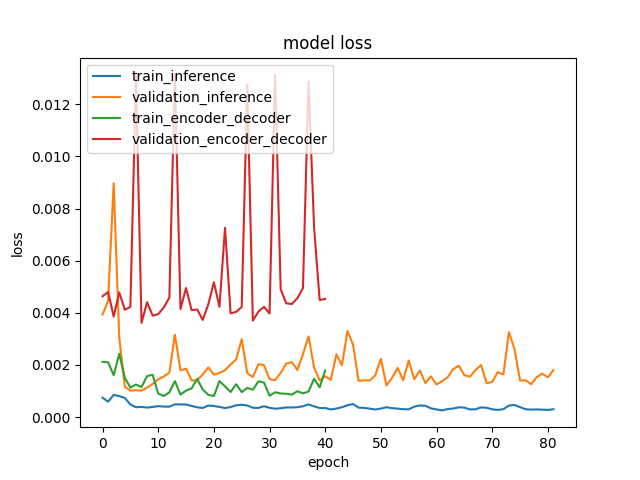 model loss
train_inference
validation_inference
train_encoder_decoder
validation_encoder_decoder
loss
0.012
0.010
0.008
0.006
0.004
0.002
0.000
0 10 20 30 40 50 60 70 80
epoch